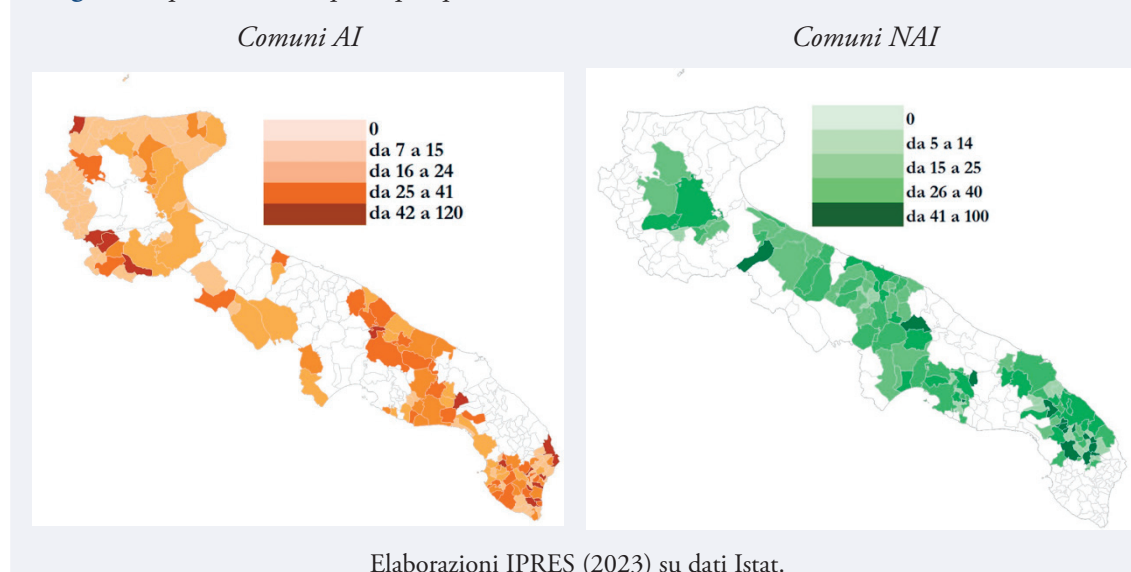 Comuni AI
Comuni NAI
0
da 7 a 15
da 16 a 24
da 25 a 41
da 42 a 120
0
da 5 a 14
da 15 a 25
da 26 a 40
da 41 a 100
Elaborazioni IPRES (2023) su dati Istat.